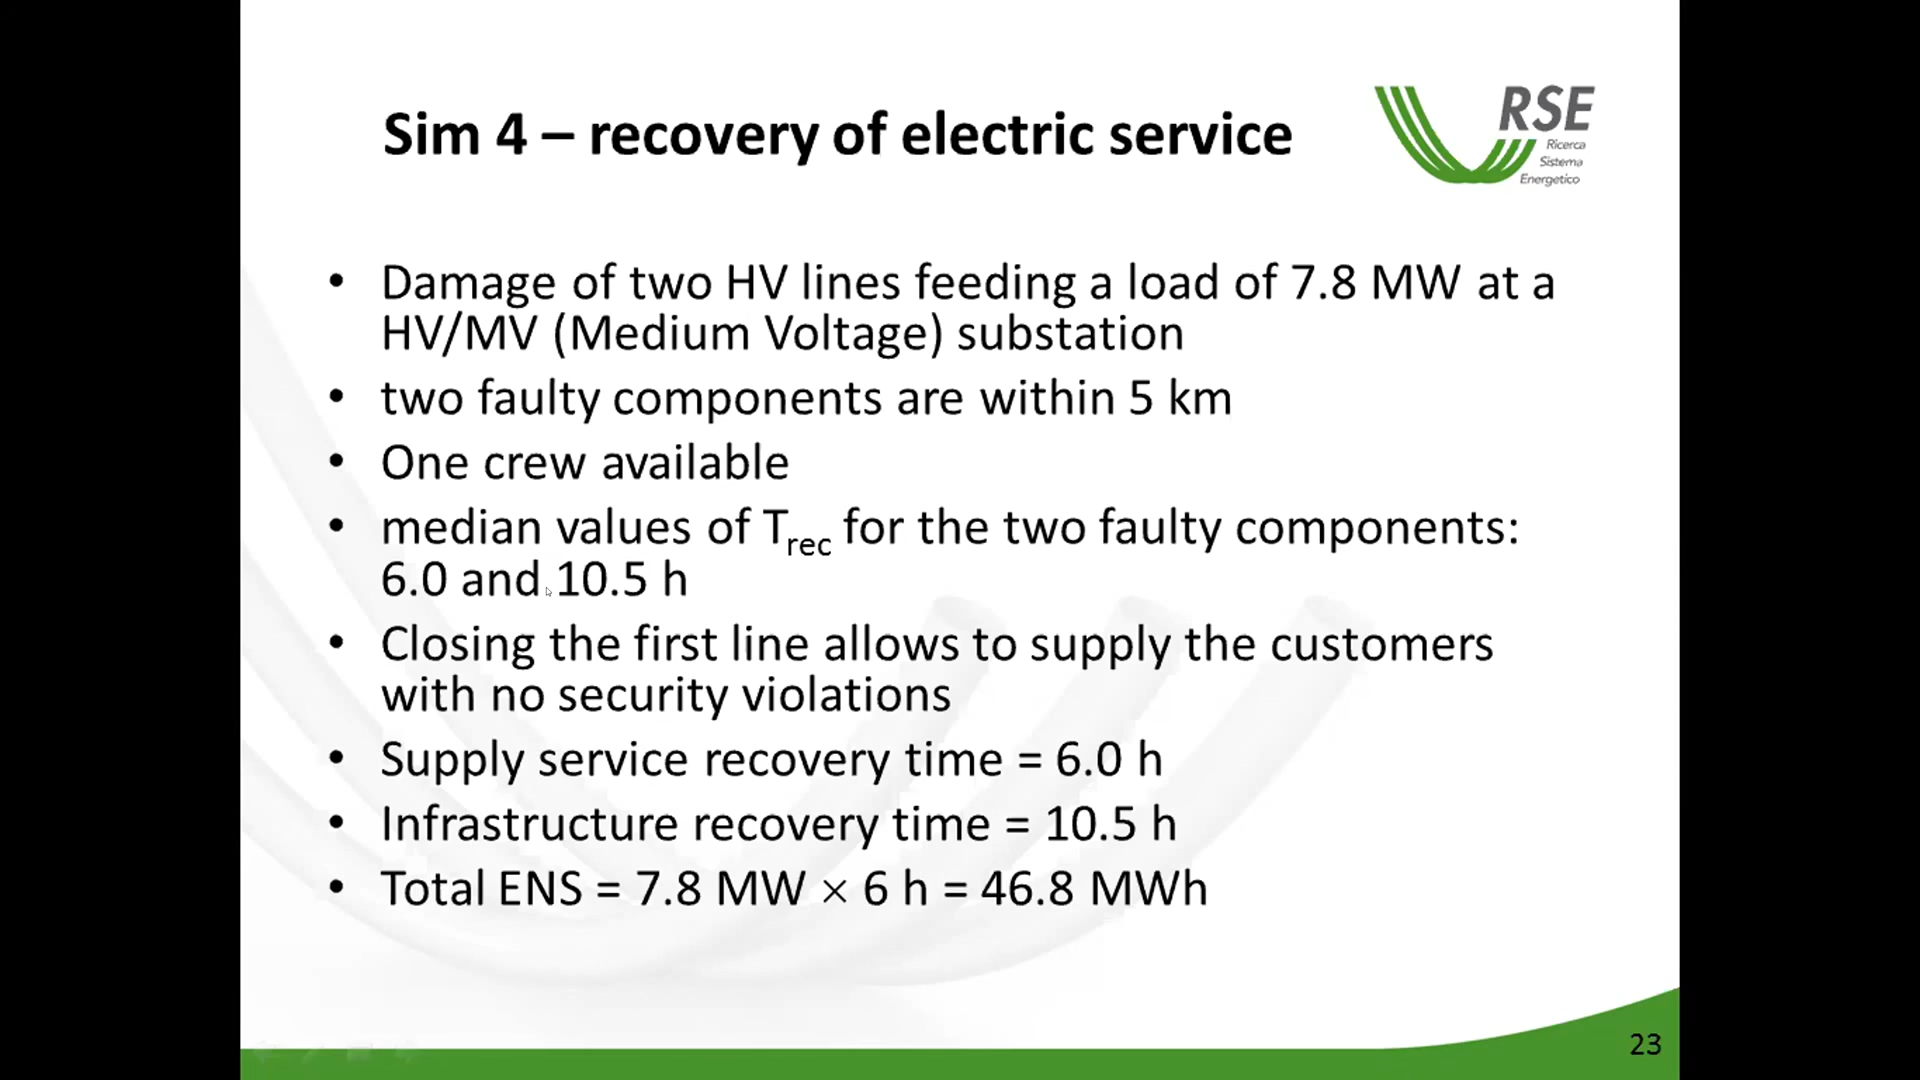 Sim 4 – recovery of electric service
RSE
Ricerca
Sistema
Energetico
• Damage of two HV lines feeding a load of 7.8 MW at a
HV/MV (Medium Voltage) substation
• two faulty components are within 5 km
• One crew available
• median values of Trec for the two faulty components:
6.0 and 10.5 h
• Closing the first line allows to supply the customers
with no security violations
• Supply service recovery time = 6.0 h
• Infrastructure recovery time = 10.5 h
• Total ENS = 7.8 MW × 6 h = 46.8 MWh
23